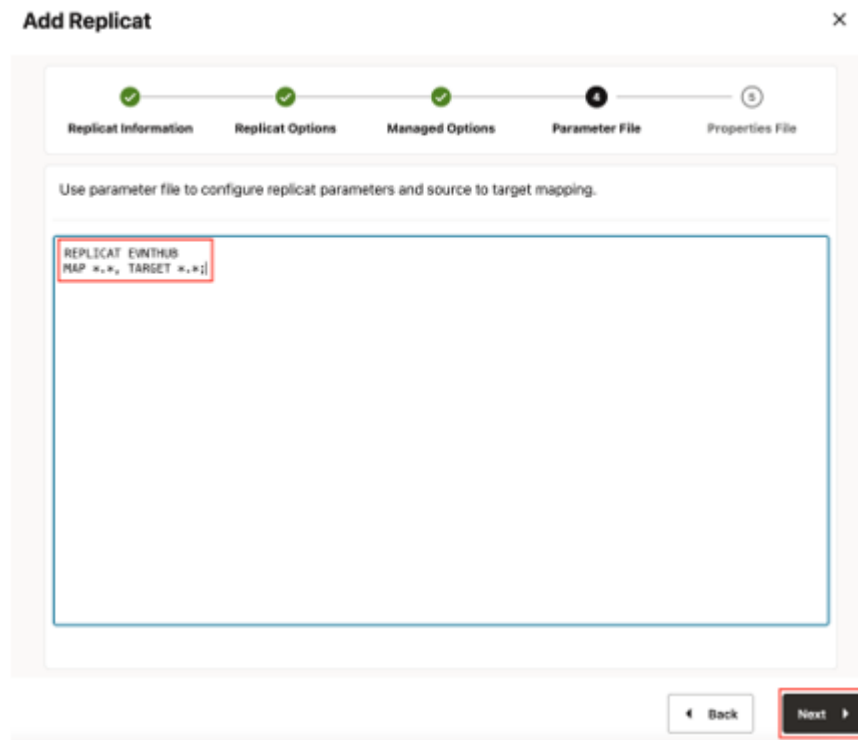 Add Replicat
×
4
5
Replicat Information
Replicat Options
Managed Options
Parameter File
Properties File
Use parameter file to configure replicat parameters and source to target mapping.
REPLICAT EVNTHUB
MAP *.*, TARGET *.*;
Back
Next